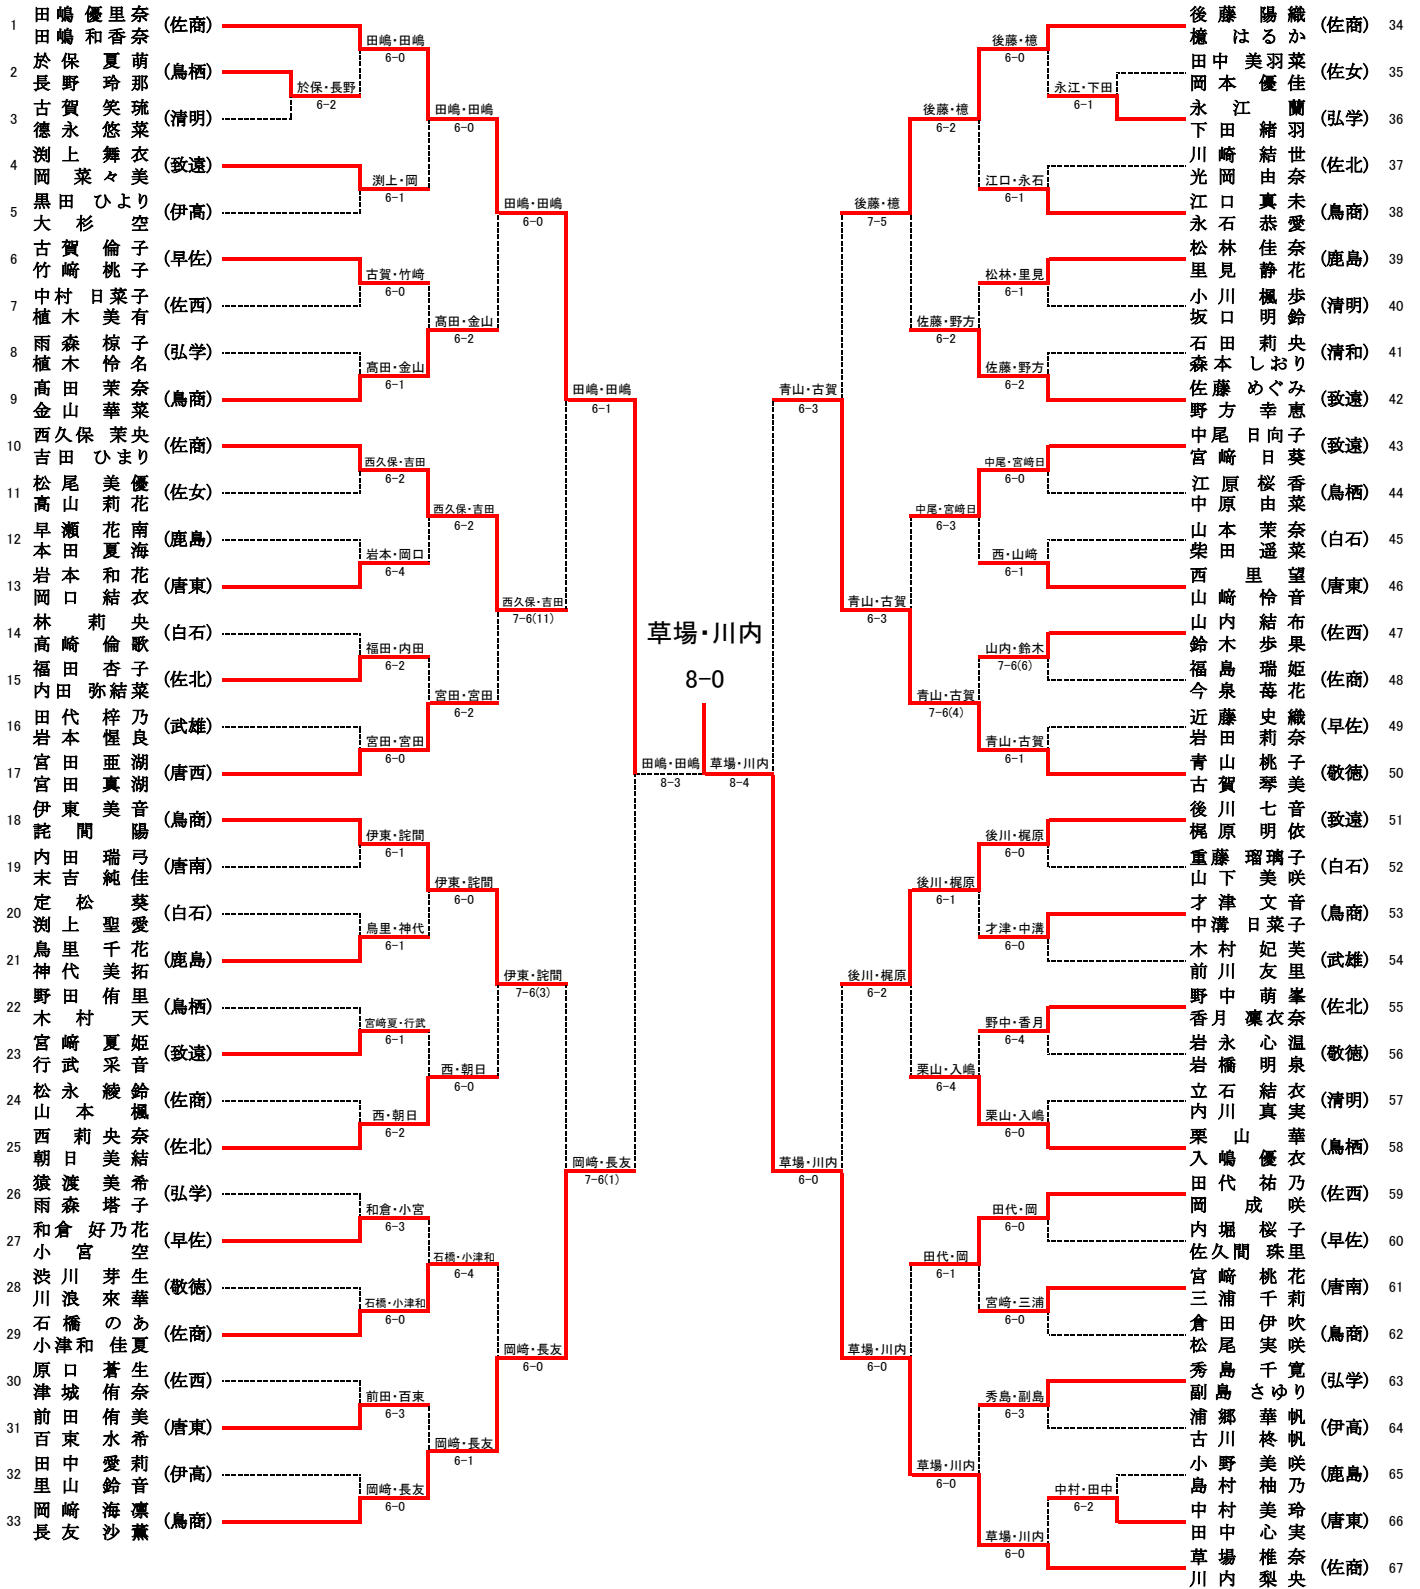 1 田嶋優里奈 (佐商)
田嶋和香奈
2 於保夏萌 (鳥栖)
長野玲那
3 古賀笑琉 (清明)
德永悠菜
4 渕上舞衣 (致遠)
岡菜々美
5 黒田ひより (伊高)
大杉空
6 古賀倫子 (早佐)
竹﨑桃子
7 中村日菜子 (佐西)
植木美有
8 雨森椋子 (弘学)
植木怜名
9 髙田茉奈 (鳥商)
金山華菜
10 西久保茉央 (佐商)
吉田ひまり
11 松尾美優 (佐女)
高山莉花
12 早瀬花南 (鹿島)
本田夏海
13 岩本和花 (唐東)
岡口結衣
14 林莉央 (白石)
高崎倫歌
15 福田杏子 (佐北)
内田弥結菜
16 田代梓乃 (武雄)
岩本惺良
17 宮田亜湖 (唐西)
宮田真湖
18 伊東美音 (鳥商)
詫間陽
19 内田瑞弓 (唐南)
末吉純佳
20 定松葵 (白石)
渕上聖愛
21 鳥里千花 (鹿島)
神代美拓
22 野田侑里 (鳥栖)
木村天
23 宮﨑夏姫 (致遠)
行武采音
24 松永綾鈴 (佐商)
山本楓
25 西莉央奈 (佐北)
朝日美結
26 猿渡美希 (弘学)
雨森塔子
27 和倉好乃花 (早佐)
小宮空
28 渋川芽生 (敬徳)
川浪來華
29 石橋のあ (佐商)
小津和佳夏
30 原口蒼生 (佐西)
津城侑奈
31 前田侑美 (唐東)
百東水希
32 田中愛莉 (伊高)
里山鈴音
33 岡﨑海凛 (鳥商)
長友沙薫
於保・長野
6-2
田嶋・田嶋
6-0
渕上・岡
6-1
古賀・竹﨑
6-0
髙田・金山
6-1
西久保・吉田
6-2
岩本・岡口
6-4
福田・内田
6-2
宮田・宮田
6-0
伊東・詫間
6-1
鳥里・神代
6-1
宮﨑夏・行武
6-1
西・朝日
6-2
和倉・小宮
6-3
石橋・小津和
6-0
前田・百東
6-3
岡﨑・長友
6-0
田嶋・田嶋
6-0
髙田・金山
6-2
西久保・吉田
6-2
宮田・宮田
6-2
伊東・詫間
6-0
西・朝日
6-0
石橋・小津和
6-4
岡﨑・長友
6-1
田嶋・田嶋
6-0
西久保・吉田
7-6(11)
伊東・詫間
7-6(3)
岡﨑・長友
6-0
田嶋・田嶋
6-1
岡﨑・長友
7-6(1)
田嶋・田嶋
8-3
草場・川内
8-0
草場・川内
8-4
青山・古賀
6-3
草場・川内
6-0
後藤・檍
7-5
青山・古賀
6-3
後川・梶原
6-2
草場・川内
6-0
後藤・檍
6-2
佐藤・野方
6-2
中尾・宮﨑日
6-3
青山・古賀
7-6(4)
後川・梶原
6-1
栗山・入嶋
6-4
田代・岡
6-1
草場・川内
6-0
後藤・檍
6-0
永江・下田
6-1
江口・永石
6-1
松林・里見
6-1
佐藤・野方
6-2
中尾・宮﨑日
6-0
西・山﨑
6-1
山内・鈴木
7-6(6)
青山・古賀
6-1
後川・梶原
6-0
才津・中溝
6-0
野中・香月
6-4
栗山・入嶋
6-0
田代・岡
6-0
宮﨑・三浦
6-0
秀島・副島
6-3
中村・田中
6-2
草場・川内
6-0
後藤陽織 (佐商) 34
檍はるか
田中美羽菜 (佐女) 35
岡本優佳
永江蘭 (弘学) 36
下田緒羽
川崎結世 (佐北) 37
光岡由奈
江口真未 (鳥商) 38
永石恭愛
松林佳奈 (鹿島) 39
里見静花
小川楓歩 (清明) 40
坂口明鈴
石田莉央 (清和) 41
森本しおり
佐藤めぐみ (致遠) 42
野方幸恵
中尾日向子 (致遠) 43
宮﨑日葵
江原桜香 (鳥栖) 44
中原由菜
山本茉奈 (白石) 45
柴田遥菜
西里望 (唐東) 46
山﨑怜音
山内結布 (佐西) 47
鈴木歩果
福島瑞姫 (佐商) 48
今泉苺花
近藤史織 (早佐) 49
岩田莉奈
青山桃子 (敬徳) 50
古賀琴美
後川七音 (致遠) 51
梶原明依
重藤瑠璃子 (白石) 52
山下美咲
才津文音 (鳥商) 53
中溝日菜子
木村妃芙 (武雄) 54
前川友里
野中萌峯 (佐北) 55
香月凜衣奈
岩永心温 (敬徳) 56
岩橋明泉
立石結衣 (清明) 57
内川真実
栗山華 (鳥栖) 58
入嶋優衣
田代祐乃 (佐西) 59
岡成咲
内堀桜子 (早佐) 60
佐久間珠里
宮﨑桃花 (唐南) 61
三浦千莉
倉田伊吹 (鳥商) 62
松尾実咲
秀島千寛 (弘学) 63
副島さゆり
浦郷華帆 (伊高) 64
古川柊帆
小野美咲 (鹿島) 65
島村柚乃
中村美玲 (唐東) 66
田中心実
草場椎奈 (佐商) 67
川内梨央